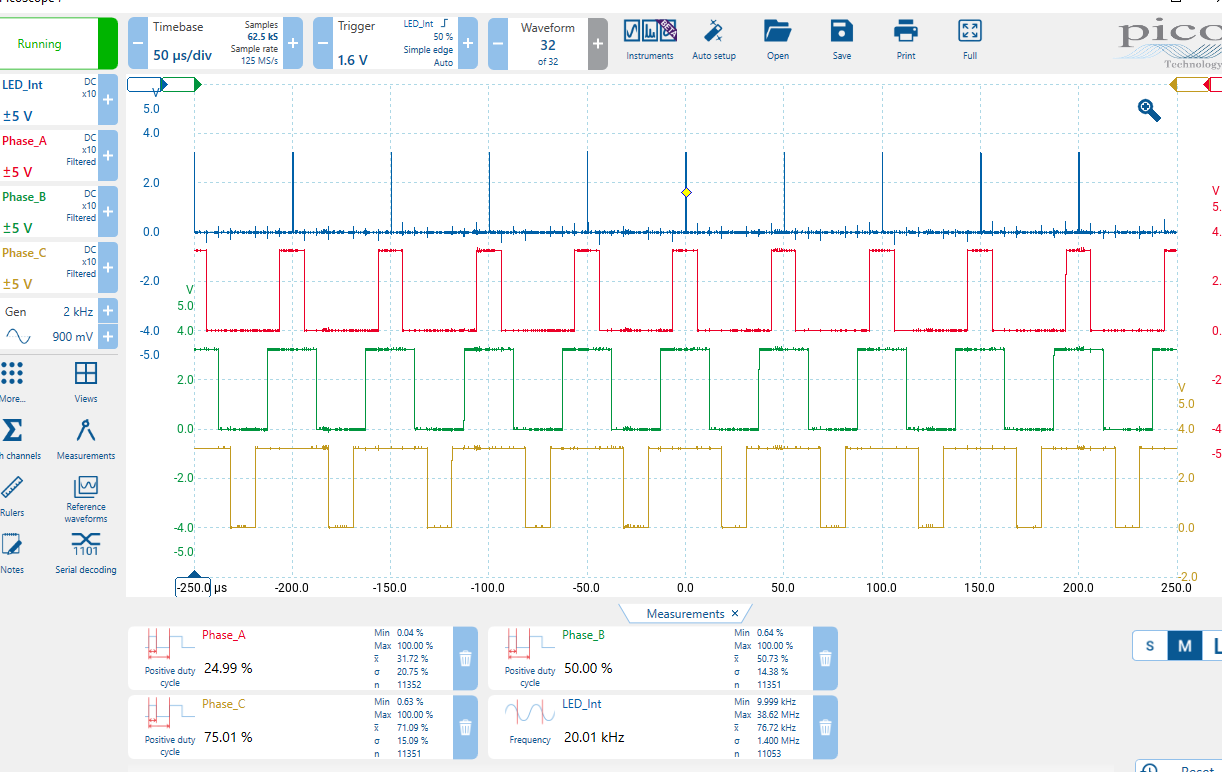 Running
Timebase
50 µs/div
Samples
62.5 kS
Sample rate
125 MS/s
Trigger
1.6 V
LED_Int
50 %
Simple edge
Auto
Waveform
32
of 32
Instruments
Auto setup
Open
Save
Print
Full
pico
Technology
LED_Int
DC
x10
±5 V
Phase_A
DC
x10
Filtered
±5 V
Phase_B
DC
x10
Filtered
±5 V
Phase_C
DC
x10
Filtered
±5 V
Gen 2 kHz
900 mV
More... Views
Measurements
Rulers Reference
waveforms
1101
Notes Serial decoding
V
5.0
4.0
2.0
0.0
-2.0
-4.0
-5.0
V
5.0
4.0
2.0
0.0
-2.0
-4.0
-5.0
V
5.0
4.0
2.0
0.0
-2.0
V
5.
4.
2.
0.
-2
-4
-5
-250.0 µs -200.0 -150.0 -100.0 -50.0 0.0 50.0 100.0 150.0 200.0 250.0
Measurements ×
Phase_A
Positive duty
cycle
24.99 %
Min 0.04 %
Max 100.00 %
x̄ 31.72 %
σ 20.75 %
n 11352
Phase_B
Positive duty
cycle
50.00 %
Min 0.64 %
Max 100.00 %
x̄ 50.73 %
σ 14.38 %
n 11351
Phase_C
Positive duty
cycle
75.01 %
Min 0.63 %
Max 100.00 %
x̄ 71.09 %
σ 15.09 %
n 11351
LED_Int
Frequency
20.01 kHz
Min 9.999 kHz
Max 38.62 MHz
x̄ 76.72 kHz
σ 1.400 MHz
n 11053
S M L